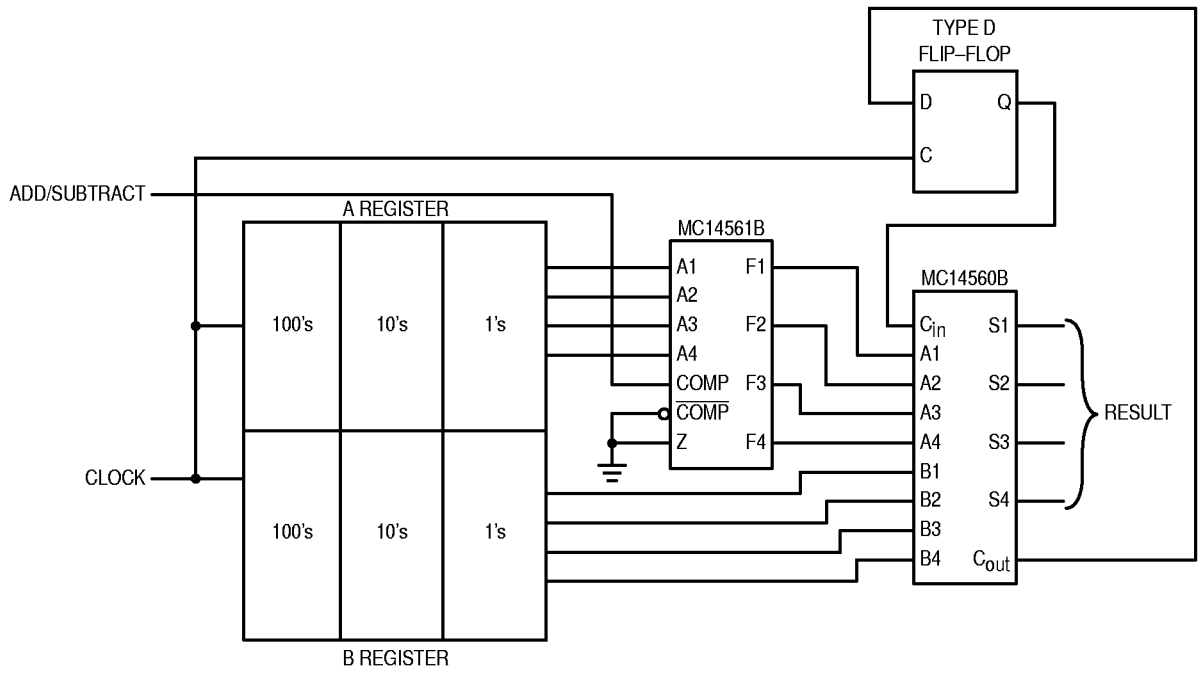 TYPE D
FLIP–FLOP
D
Q
C
ADD/SUBTRACT
A REGISTER
100's
10's
1's
MC14561B
A1
A2
A3
A4
COMP
COMP
Z
F1
F2
F3
F4
MC14560B
Cin
A1
A2
A3
A4
B1
B2
B3
B4
S1
S2
S3
S4
Cout
RESULT
CLOCK
100's
10's
1's
B REGISTER